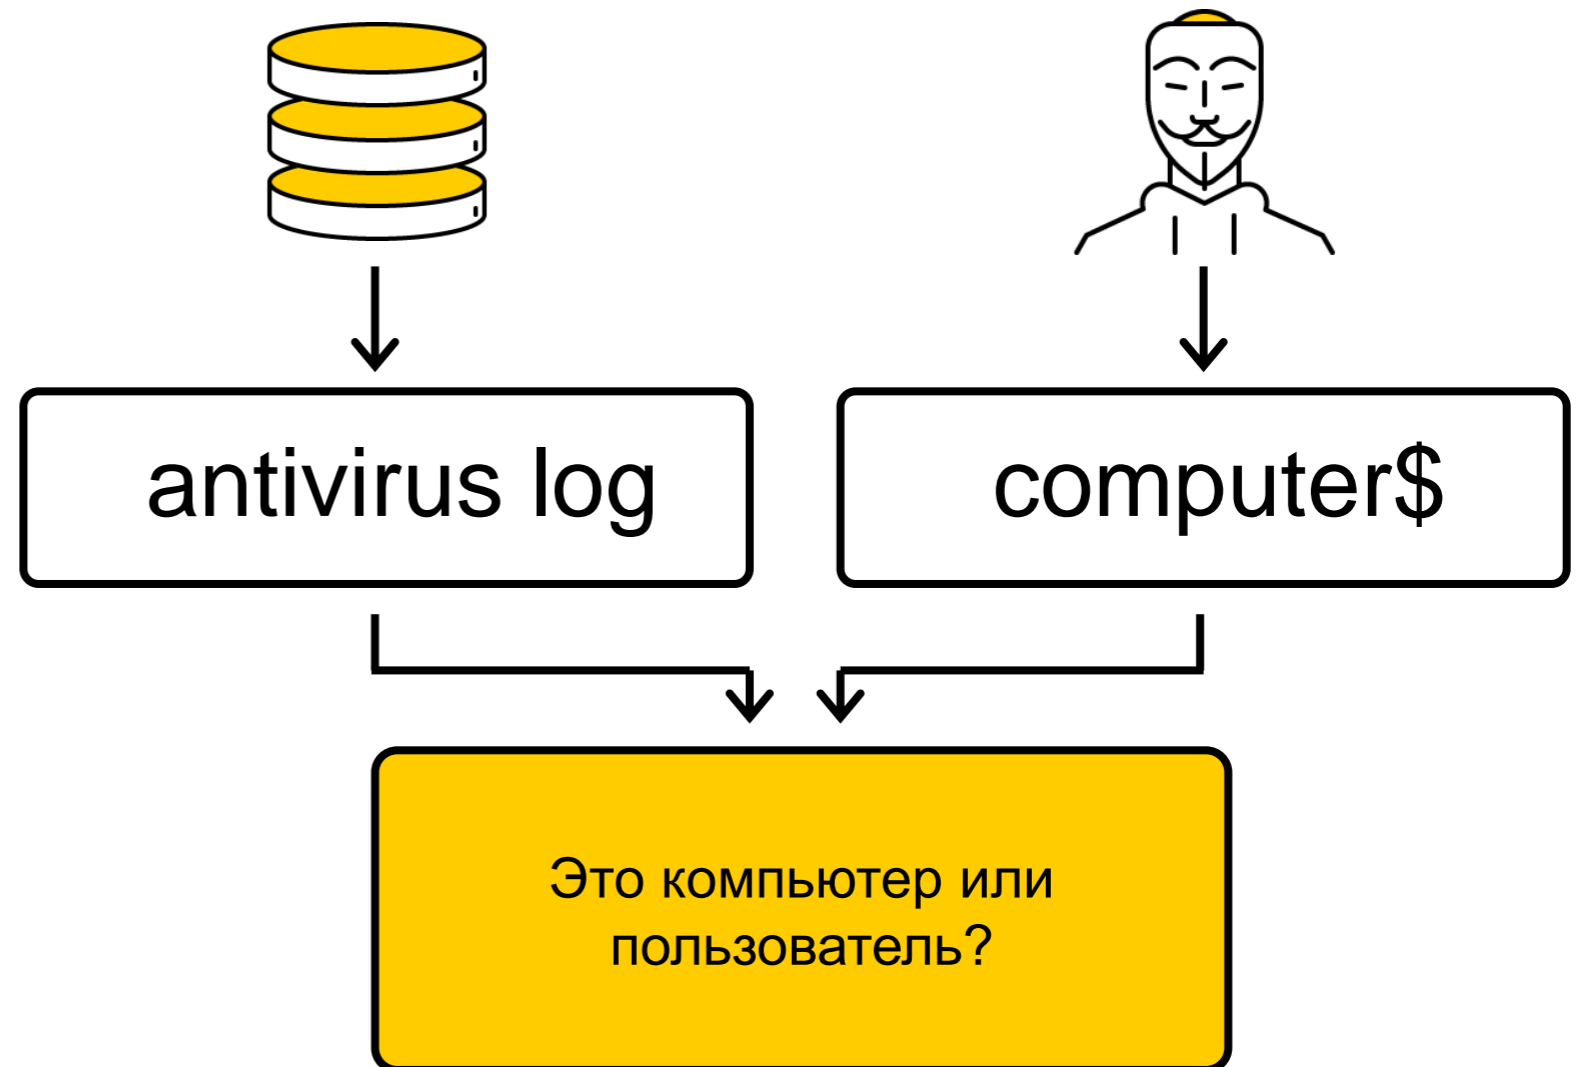 antivirus log
computer$
Это компьютер или
пользователь?